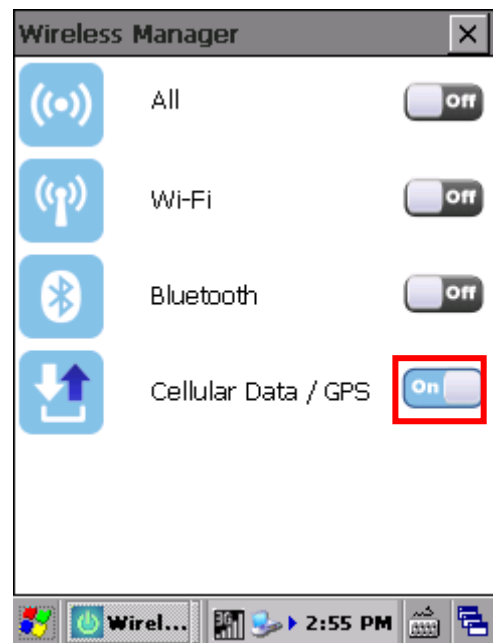 Wireless Manager
All Off
Wi-Fi Off
Bluetooth Off
Cellular Data / GPS On
Wirel... 2:55 PM